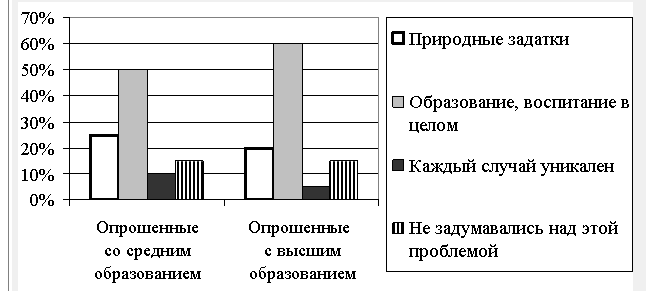 70%
60%
50%
40%
30%
20%
10%
0%
Опрошенные
со средним
образованием
Опрошенные
с высшим
образованием
Природные задатки
Образование, воспитание в
целом
Каждый случай уникален
Не задумавались над этой
проблемой